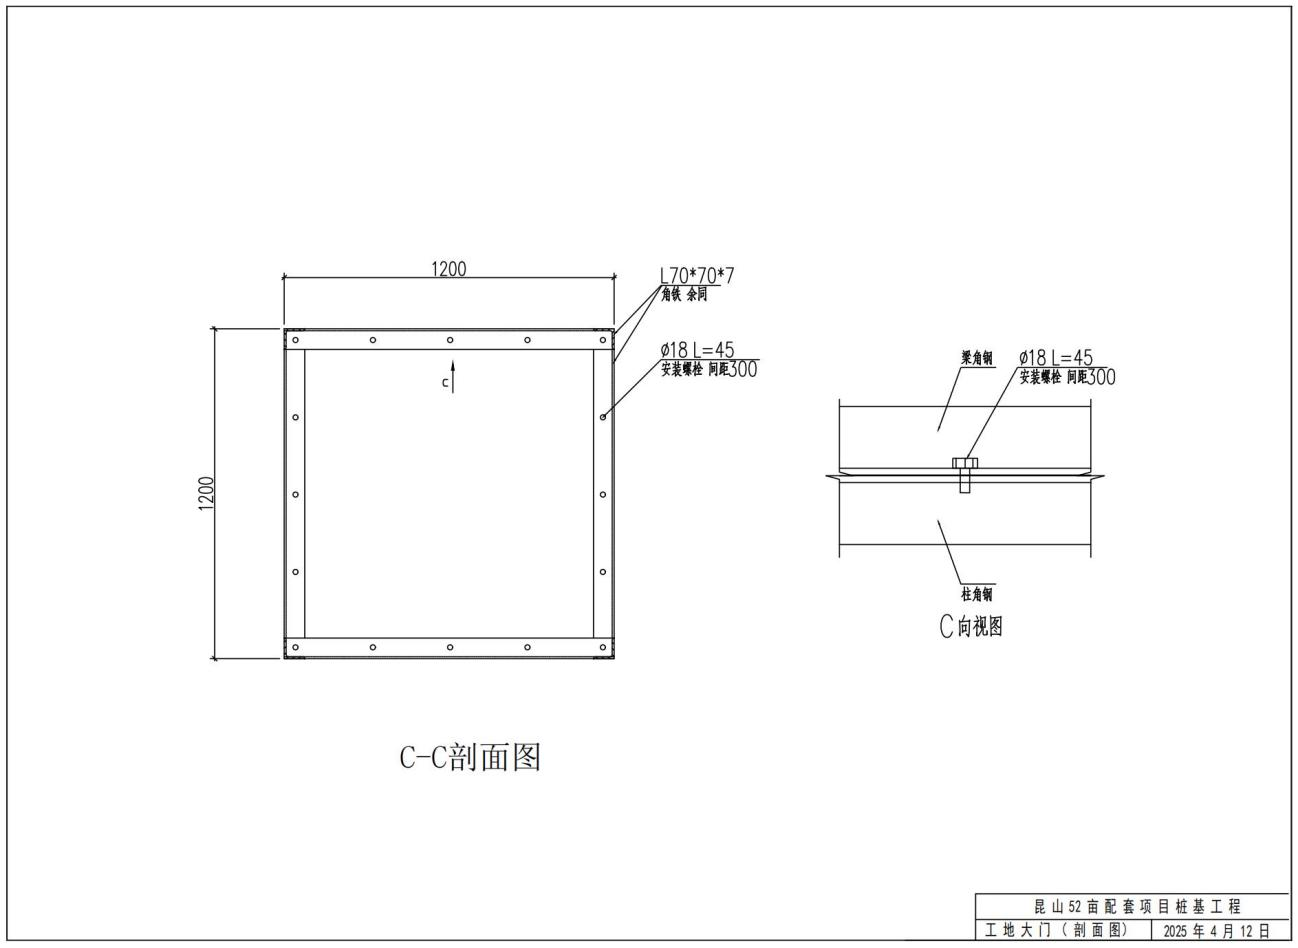 1200
L70*70*7
角铁 余同
ø18 L=45
安装螺栓 间距300
C
1200
C-C剖面图
梁角钢
ø18 L=45
安装螺栓 间距300
柱角钢
C向视图
昆山52亩配套项目桩基工程
工地大门（剖面图） 2025年4月12日